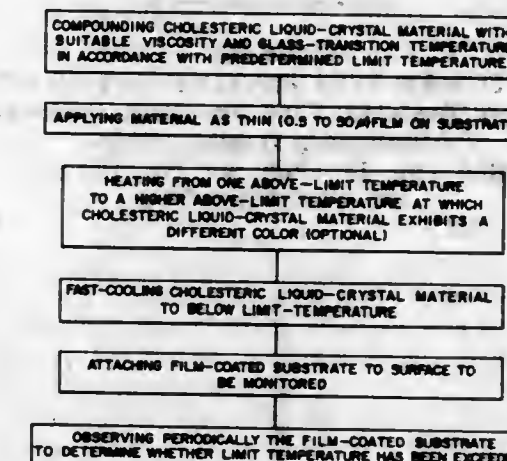 COMPOUNDING CHOLESTERIC LIQUID-CRYSTAL MATERIAL WITH
SUITABLE VISCOSITY AND GLASS-TRANSITION TEMPERATURE
IN ACCORDANCE WITH PREDETERMINED LIMIT TEMPERATURE
APPLYING MATERIAL AS THIN (0.5 TO 50μ) FILM ON SUBSTRAT
HEATING FROM ONE ABOVE-LIMIT TEMPERATURE
TO A HIGHER ABOVE-LIMIT TEMPERATURE AT WHICH
CHOLESTERIC LIQUID-CRYSTAL MATERIAL EXHIBITS A
DIFFERENT COLOR (OPTIONAL)
FAST-COOLING CHOLESTERIC LIQUID-CRYSTAL MATERIAL
TO BELOW LIMIT-TEMPERATURE
ATTACHING FILM-COATED SUBSTRATE TO SURFACE TO
BE MONITORED
OBSERVING PERIODICALLY THE FILM-COATED SUBSTRATE
TO DETERMINE WHETHER LIMIT TEMPERATURE HAS BEEN EXCEED